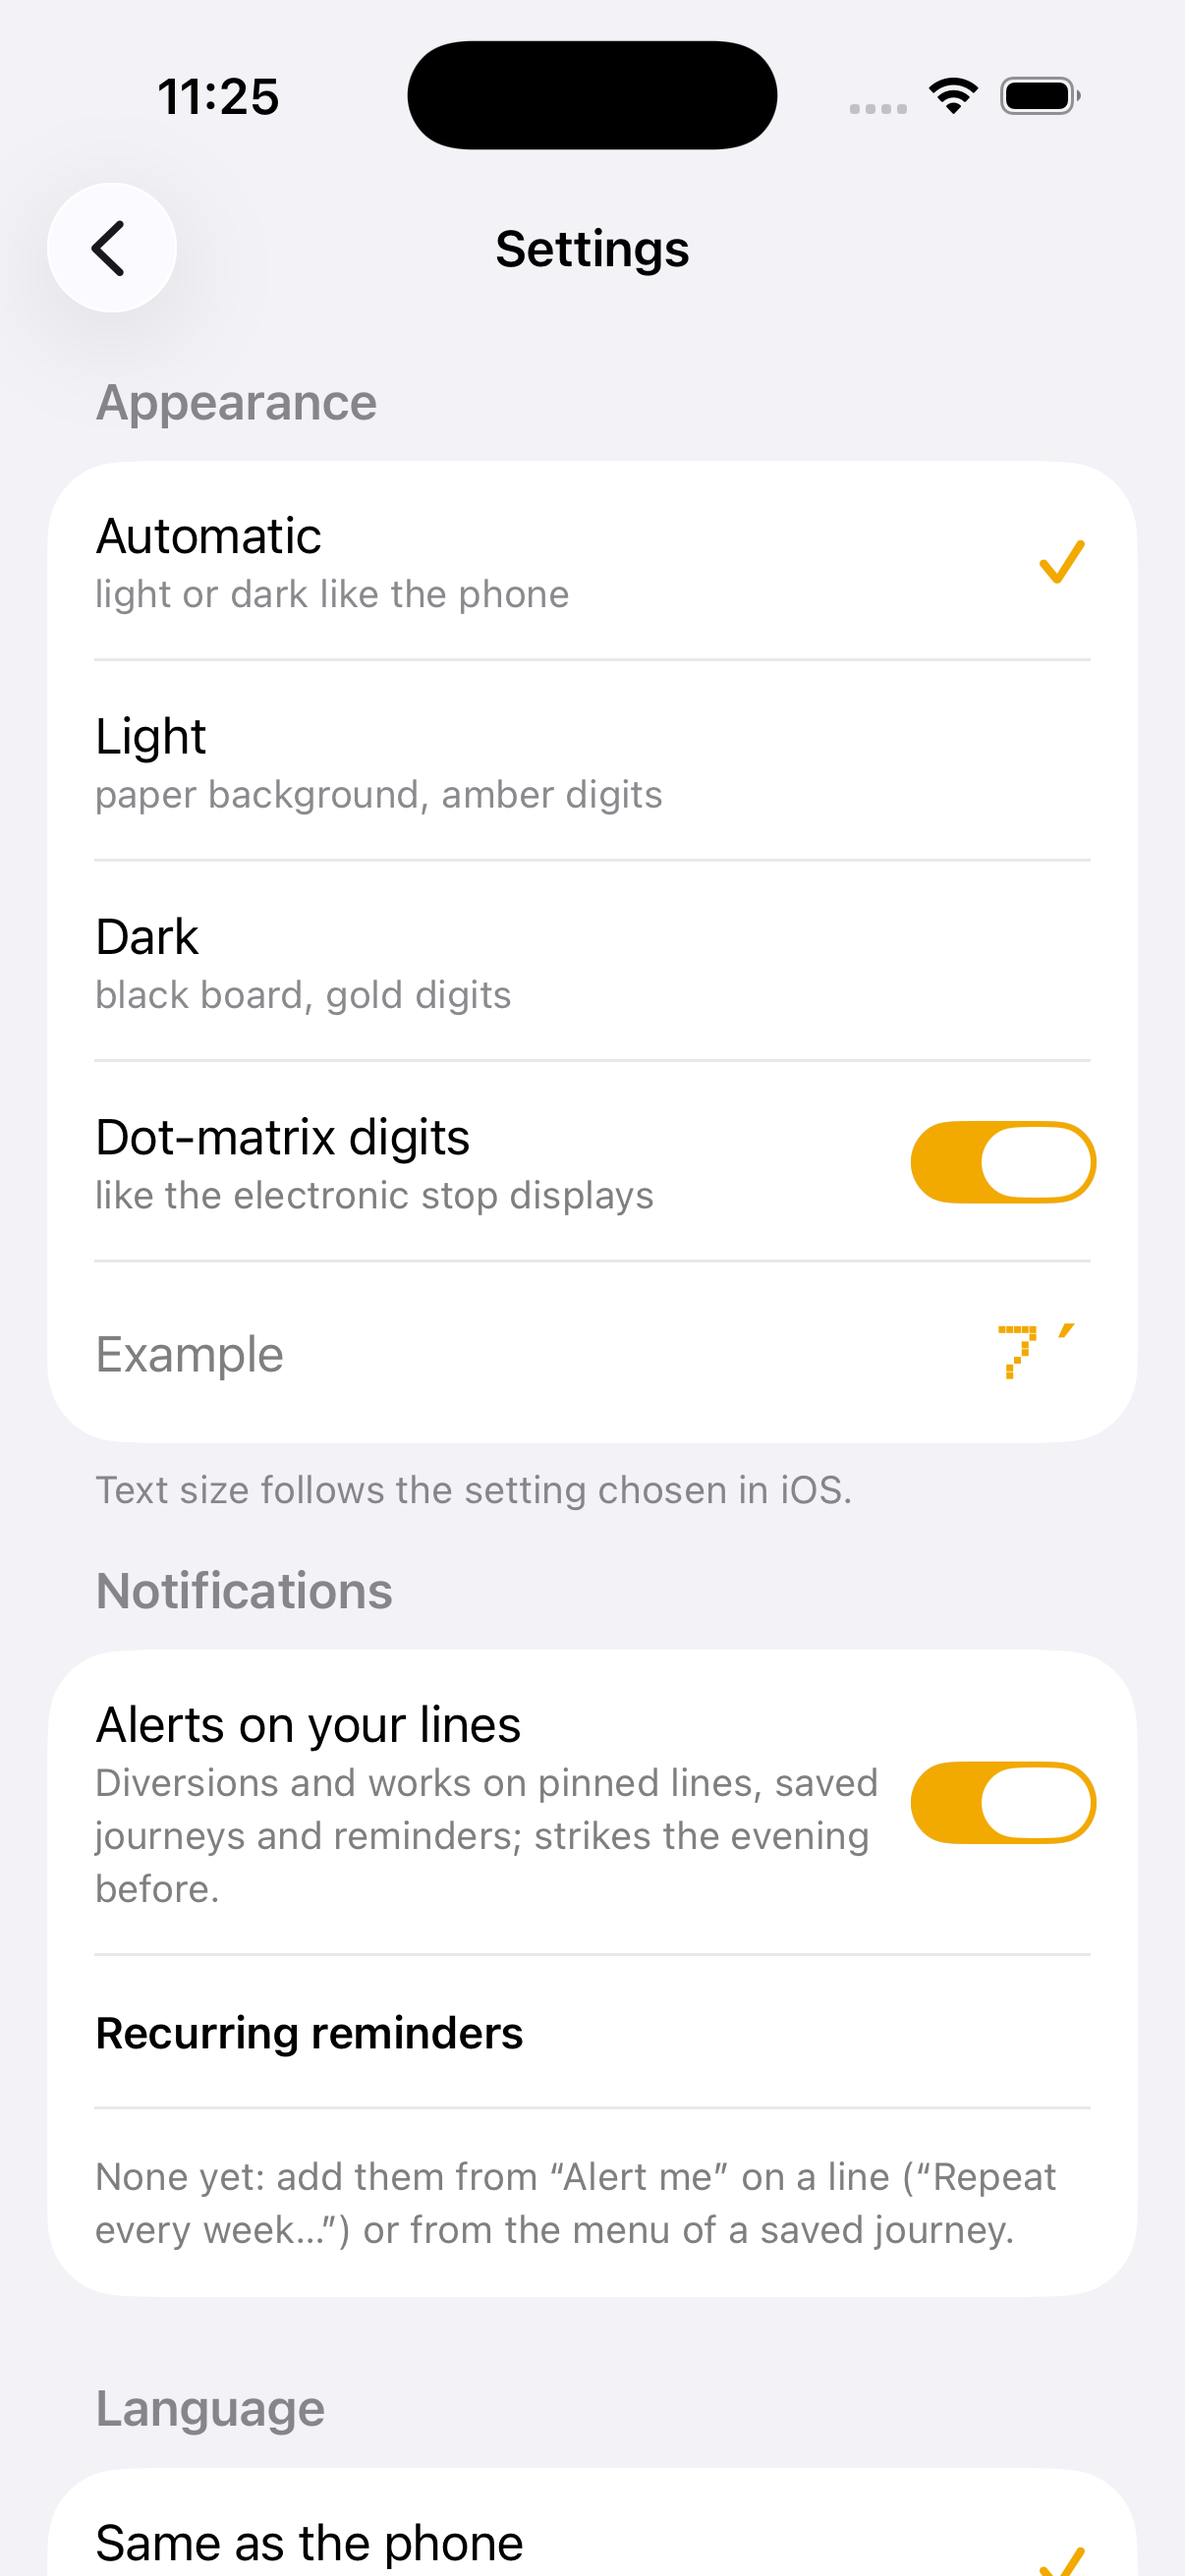 11:25
Settings
Appearance
Automatic
light or dark like the phone
Light
paper background, amber digits
Dark
black board, gold digits
Dot-matrix digits
like the electronic stop displays
Example 7′
Text size follows the setting chosen in iOS.
Notifications
Alerts on your lines
Diversions and works on pinned lines, saved
journeys and reminders; strikes the evening
before.
Recurring reminders
None yet: add them from “Alert me” on a line (“Repeat
every week…”) or from the menu of a saved journey.
Language
Same as the phone